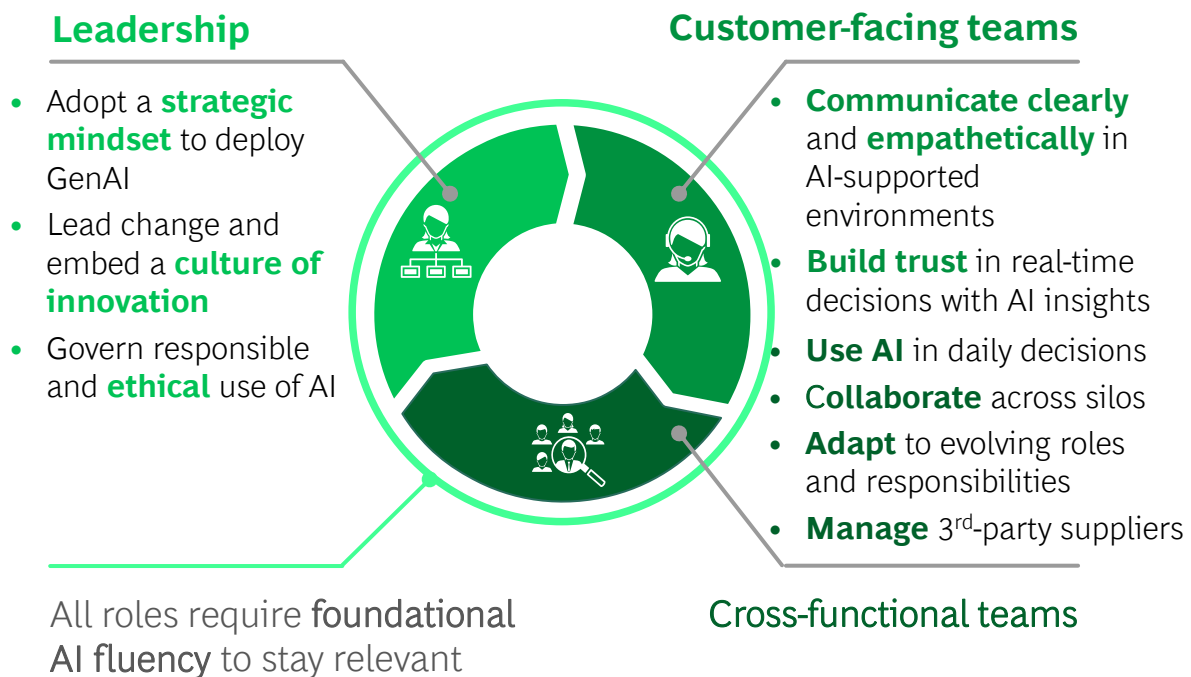 Leadership
• Adopt a strategic
mindset to deploy
GenAI
• Lead change and
embed a culture of
innovation
• Govern responsible
and ethical use of AI
Customer-facing teams
• Communicate clearly
and empathetically in
AI-supported
environments
• Build trust in real-time
decisions with AI insights
• Use AI in daily decisions
• Collaborate across silos
• Adapt to evolving roles
and responsibilities
• Manage 3rd-party suppliers
Cross-functional teams
All roles require foundational
AI fluency to stay relevant